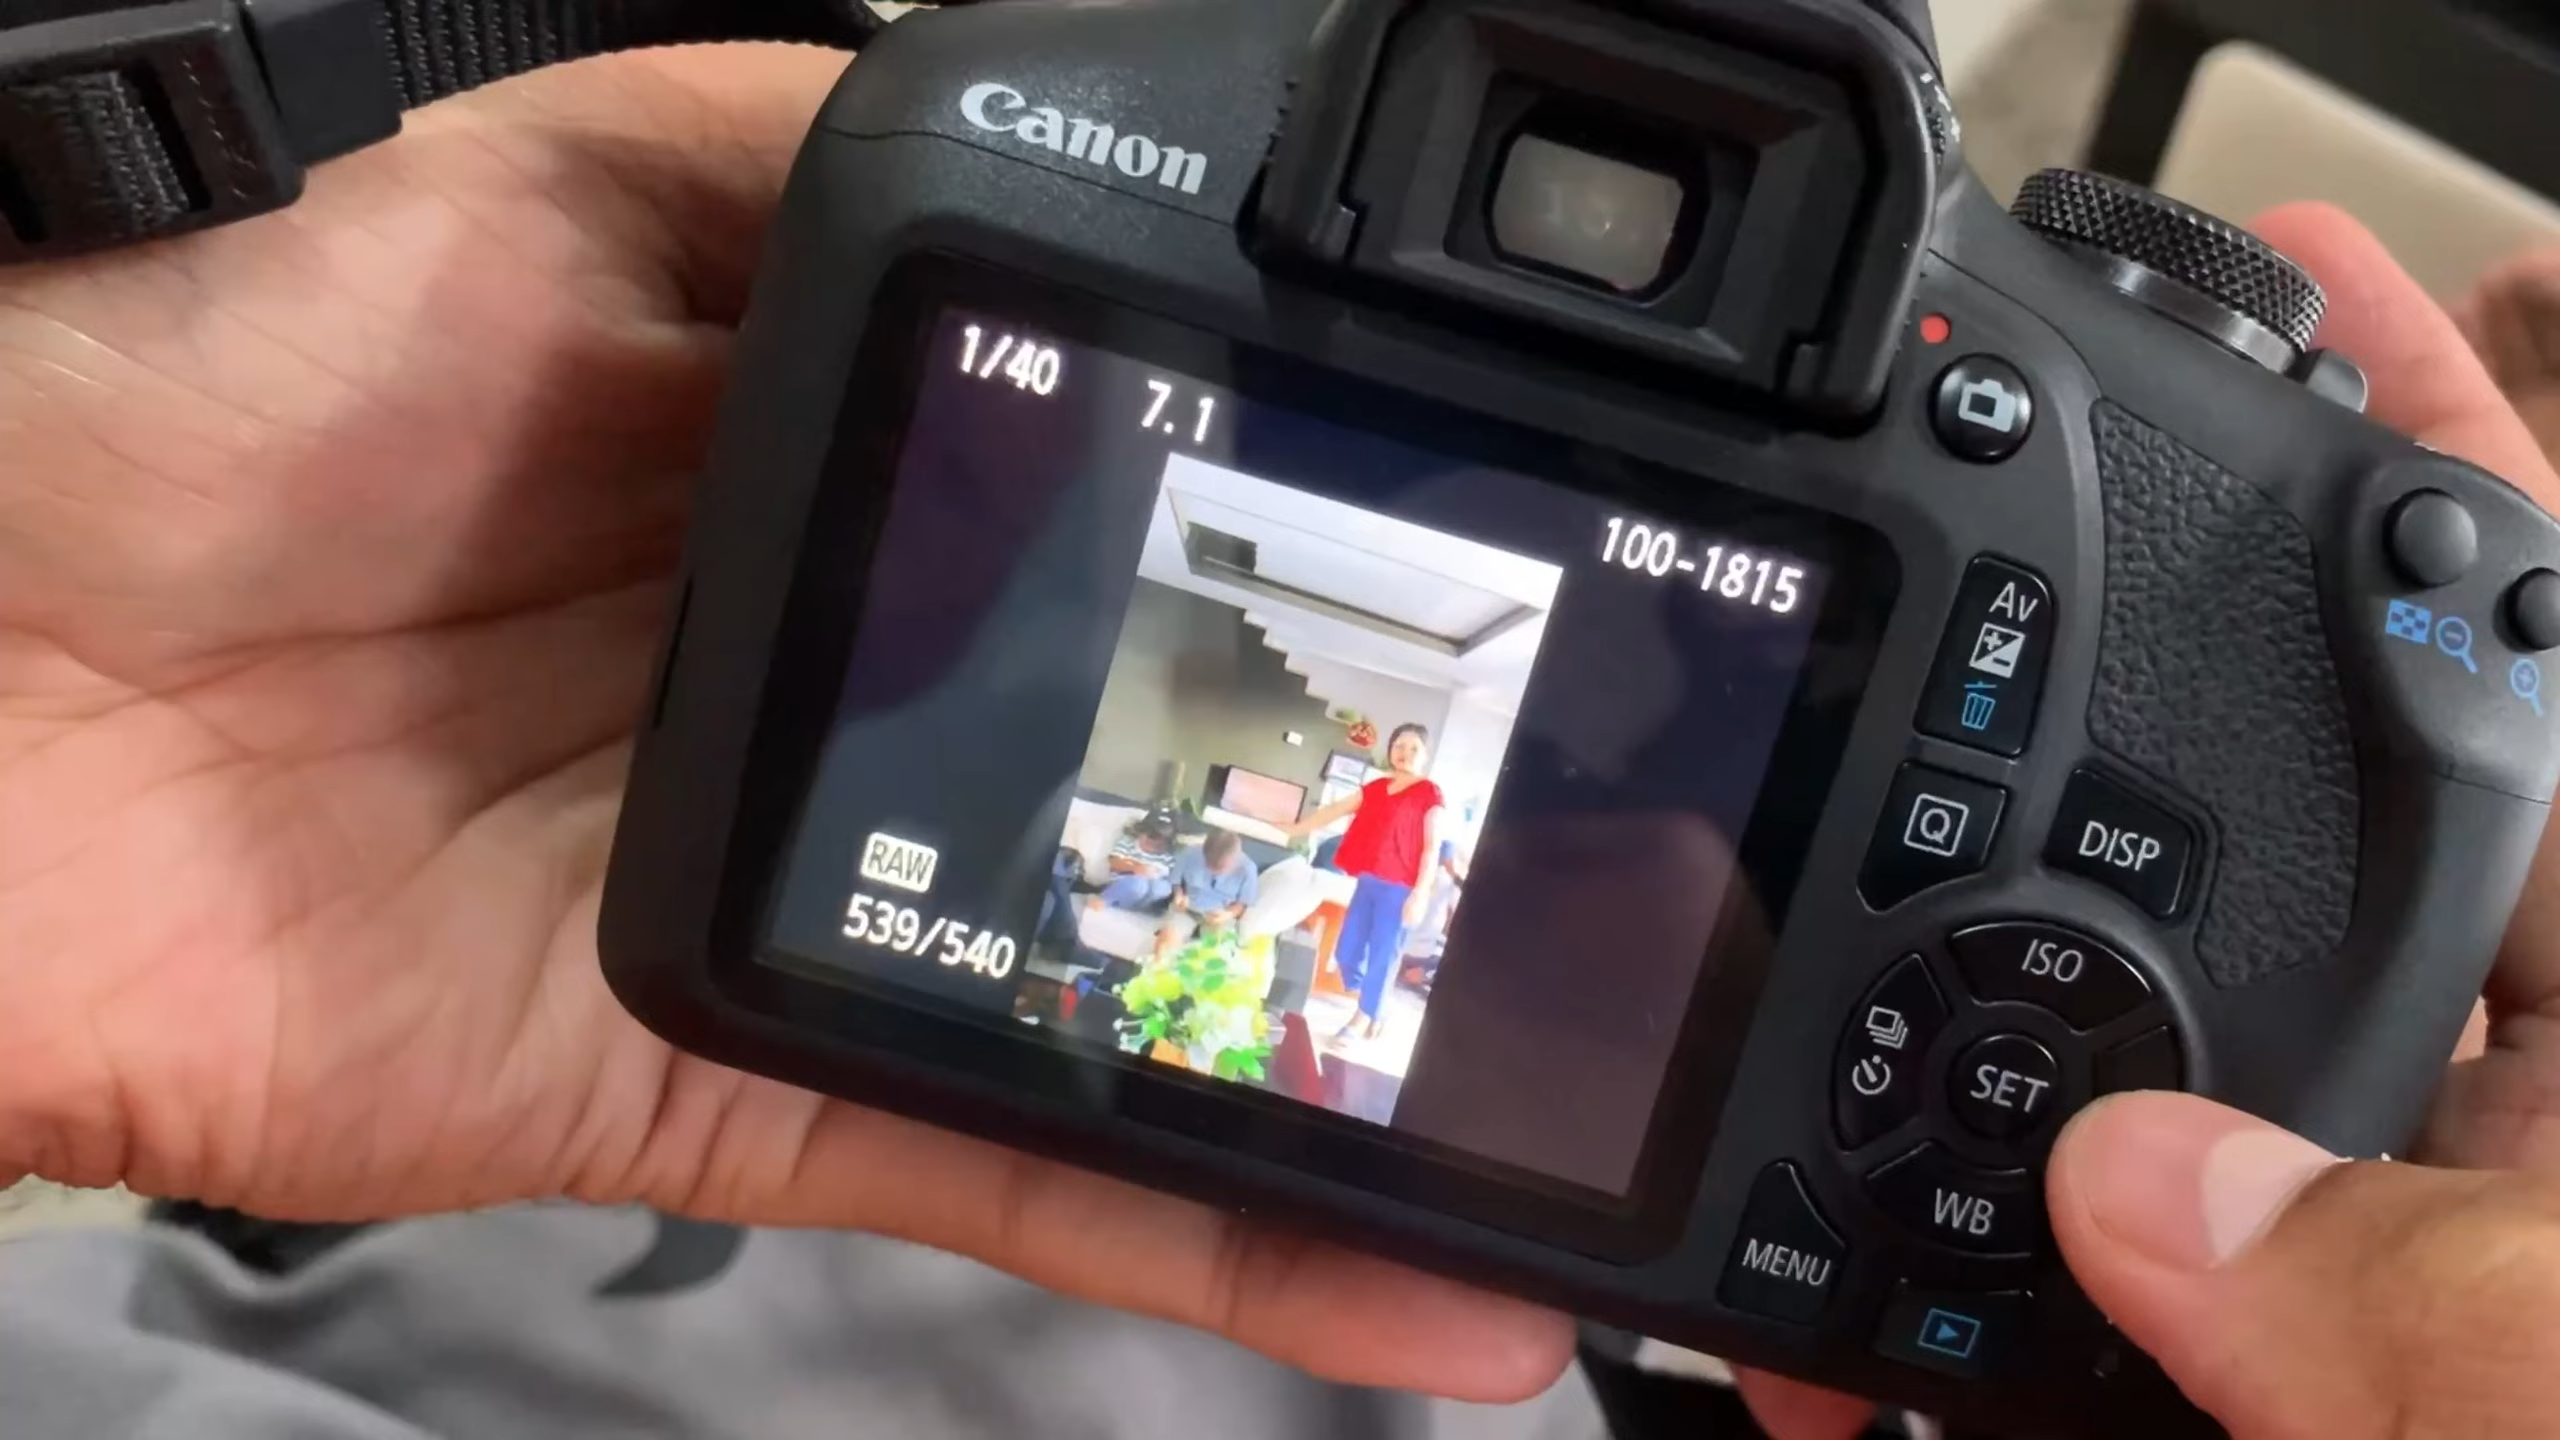 Canon
1/40 7.1
100-1815
RAW
539/540
Av
Q
DISP
ISO
SET
WB
MENU